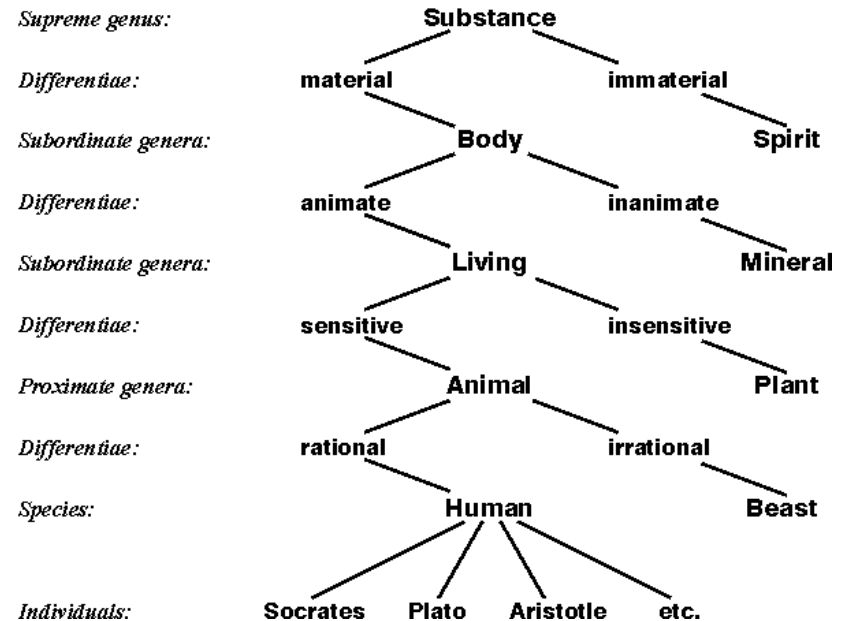 Supreme genus: Substance
Differentiae: material immaterial
Subordinate genera: Body Spirit
Differentiae: animate inanimate
Subordinate genera: Living Mineral
Differentiae: sensitive insensitive
Proximate genera: Animal Plant
Differentiae: rational irrational
Species: Human Beast
Individuals: Socrates Plato Aristotle etc.